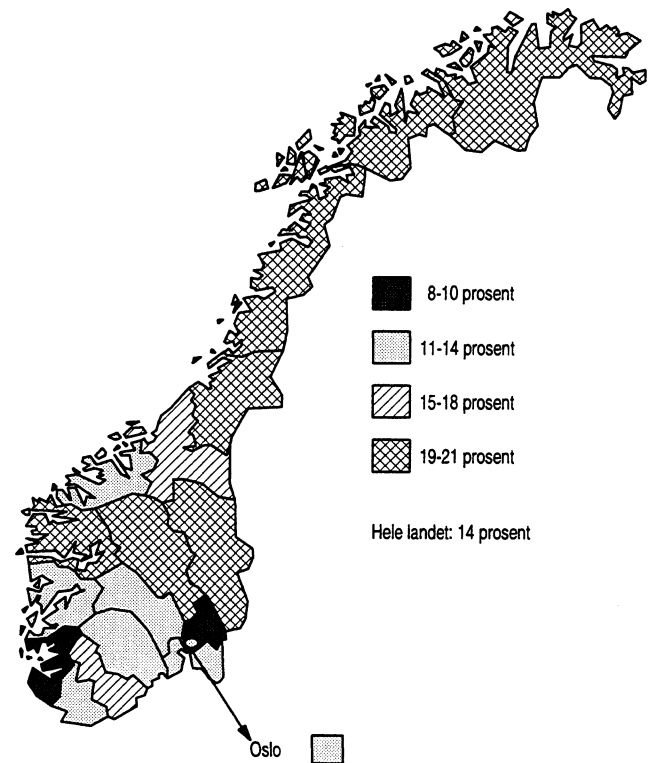 8-10 prosent
11-14 prosent
15-18 prosent
19-21 prosent
Hele landet: 14 prosent
Oslo